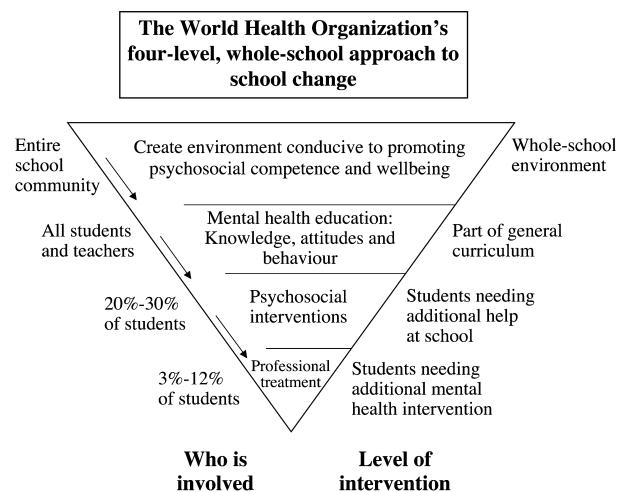 The World Health Organization's
four-level, whole-school approach to
school change
Entire
school
community
Create environment conducive to promoting
psychosocial competence and wellbeing
Whole-school
environment
All students
and teachers
Mental health education:
Knowledge, attitudes and
behaviour
Part of general
curriculum
20%-30%
of students
Psychosocial
interventions
Students needing
additional help
at school
3%-12%
of students
Professional
treatment
Students needing
additional mental
health intervention
Who is
involved
Level of
intervention